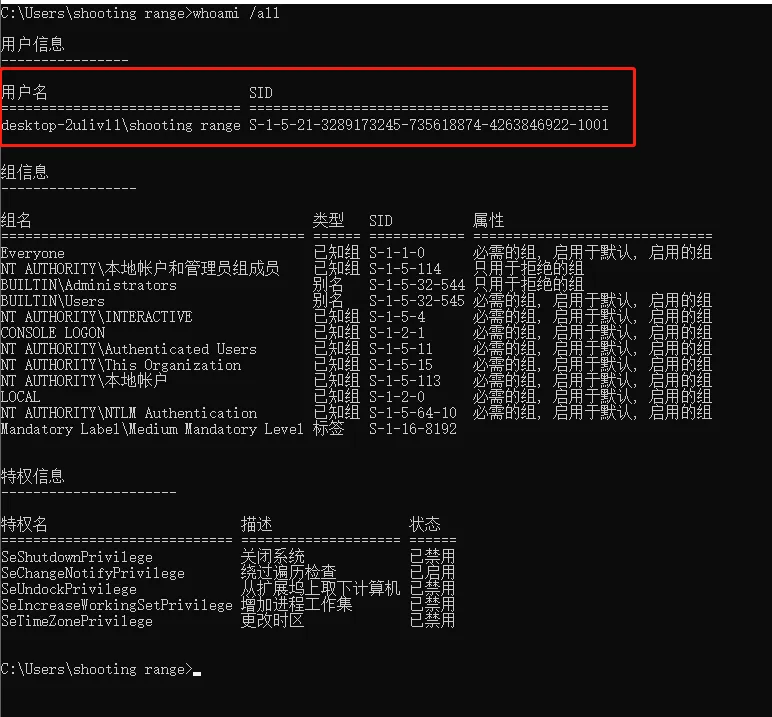 C:\Users\shooting range>whoami /all
用户信息
----------------
用户名 SID
============================== =============================================
desktop-2ulivll\shooting range S-1-5-21-3289173245-735618874-4263846922-1001
组信息
-----------------
组名 类型 SID 属性
====================================== ====== ============ ==============================
Everyone 已知组 S-1-1-0 必需的组, 启用于默认, 启用的组
NT AUTHORITY\本地帐户和管理员组成员 已知组 S-1-5-114 只用于拒绝的组
BUILTIN\Administrators 别名 S-1-5-32-544 只用于拒绝的组
BUILTIN\Users 别名 S-1-5-32-545 必需的组, 启用于默认, 启用的组
NT AUTHORITY\INTERACTIVE 已知组 S-1-5-4 必需的组, 启用于默认, 启用的组
CONSOLE LOGON 已知组 S-1-2-1 必需的组, 启用于默认, 启用的组
NT AUTHORITY\Authenticated Users 已知组 S-1-5-11 必需的组, 启用于默认, 启用的组
NT AUTHORITY\This Organization 已知组 S-1-5-15 必需的组, 启用于默认, 启用的组
NT AUTHORITY\本地帐户 已知组 S-1-5-113 必需的组, 启用于默认, 启用的组
LOCAL 已知组 S-1-2-0 必需的组, 启用于默认, 启用的组
NT AUTHORITY\NTLM Authentication 已知组 S-1-5-64-10 必需的组, 启用于默认, 启用的组
Mandatory Label\Medium Mandatory Level 标签 S-1-16-8192
特权信息
----------------------
特权名 描述 状态
============================= ==================== ======
SeShutdownPrivilege 关闭系统 已禁用
SeChangeNotifyPrivilege 绕过遍历检查 已启用
SeUndockPrivilege 从扩展坞上取下计算机 已禁用
SeIncreaseWorkingSetPrivilege 增加进程工作集 已禁用
SeTimeZonePrivilege 更改时区 已禁用
C:\Users\shooting range>